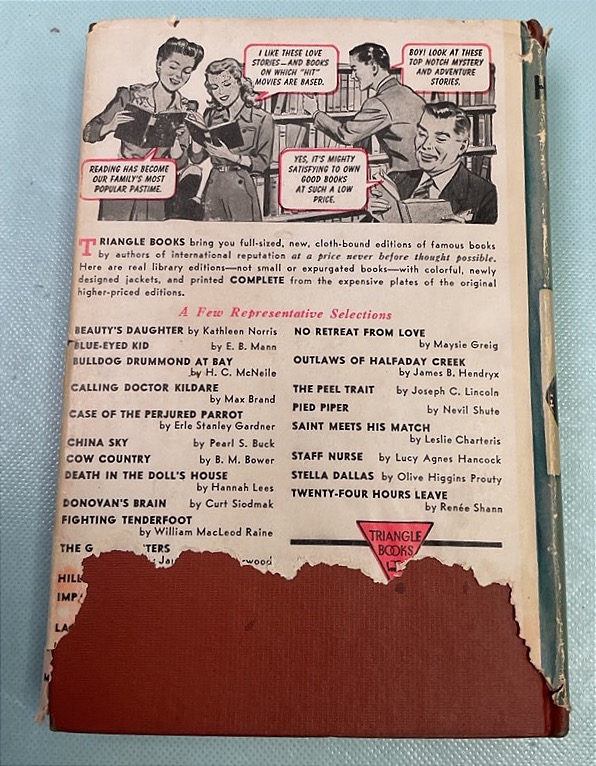 I LIKE THESE LOVE
STORIES—AND BOOKS
ON WHICH "HIT"
MOVIES ARE BASED.
BOY! LOOK AT THESE
TOP NOTCH MYSTERY
AND ADVENTURE
STORIES.
READING HAS BECOME
OUR FAMILY'S MOST
POPULAR PASTIME.
YES, IT'S MIGHTY
SATISFYING TO OWN
GOOD BOOKS
AT SUCH A LOW
PRICE.
TRIANGLE BOOKS bring you full-sized, new, cloth-bound editions of famous books
by authors of international reputation at a price never before thought possible.
Here are real library editions—not small or expurgated books—with colorful, newly
designed jackets, and printed COMPLETE from the expensive plates of the original
higher-priced editions.
A Few Representative Selections
BEAUTY'S DAUGHTER by Kathleen Norris
BLUE-EYED KID by E. B. Mann
BULLDOG DRUMMOND AT BAY
by H. C. McNeile
CALLING DOCTOR KILDARE
by Max Brand
CASE OF THE PERJURED PARROT
by Erle Stanley Gardner
CHINA SKY by Pearl S. Buck
COW COUNTRY by B. M. Bower
DEATH IN THE DOLL'S HOUSE
by Hannah Lees
DONOVAN'S BRAIN by Curt Siodmak
FIGHTING TENDERFOOT
by William MacLeod Raine
THE G
NO RETREAT FROM LOVE
by Maysie Greig
OUTLAWS OF HALFADAY CREEK
by James B. Hendryx
THE PEEL TRAIT by Joseph C. Lincoln
PIED PIPER by Nevil Shute
SAINT MEETS HIS MATCH
by Leslie Charteris
STAFF NURSE by Lucy Agnes Hancock
STELLA DALLAS by Olive Higgins Prouty
TWENTY-FOUR HOURS LEAVE
by Renée Shann
TRIANGLE
BOOKS
H